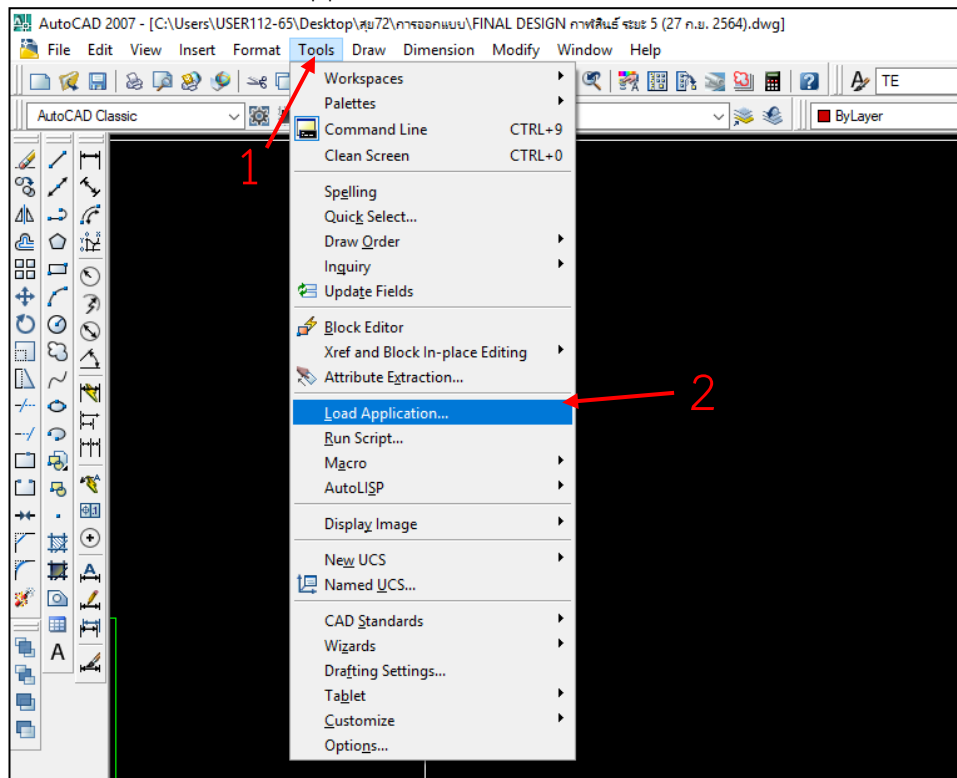 AutoCAD 2007 - [C:\Users\USER112-65\Desktop\สุย72\การออกแบบ\FINAL DESIGN กาฬสินธุ์ ระยะ 5 (27 ก.ย. 2564).dwg]
File Edit View Insert Format Tools Draw Dimension Modify Window Help
TE
AutoCAD Classic
ByLayer
Workspaces
Palettes
Command Line CTRL+9
Clean Screen CTRL+0
1
Spelling
Quick Select...
Draw Order
Inquiry
Update Fields
Block Editor
Xref and Block In-place Editing
Attribute Extraction...
2
Load Application...
Run Script...
Macro
AutoLISP
Display Image
New UCS
Named UCS...
CAD Standards
Wizards
Drafting Settings...
Tablet
Customize
Options...
A